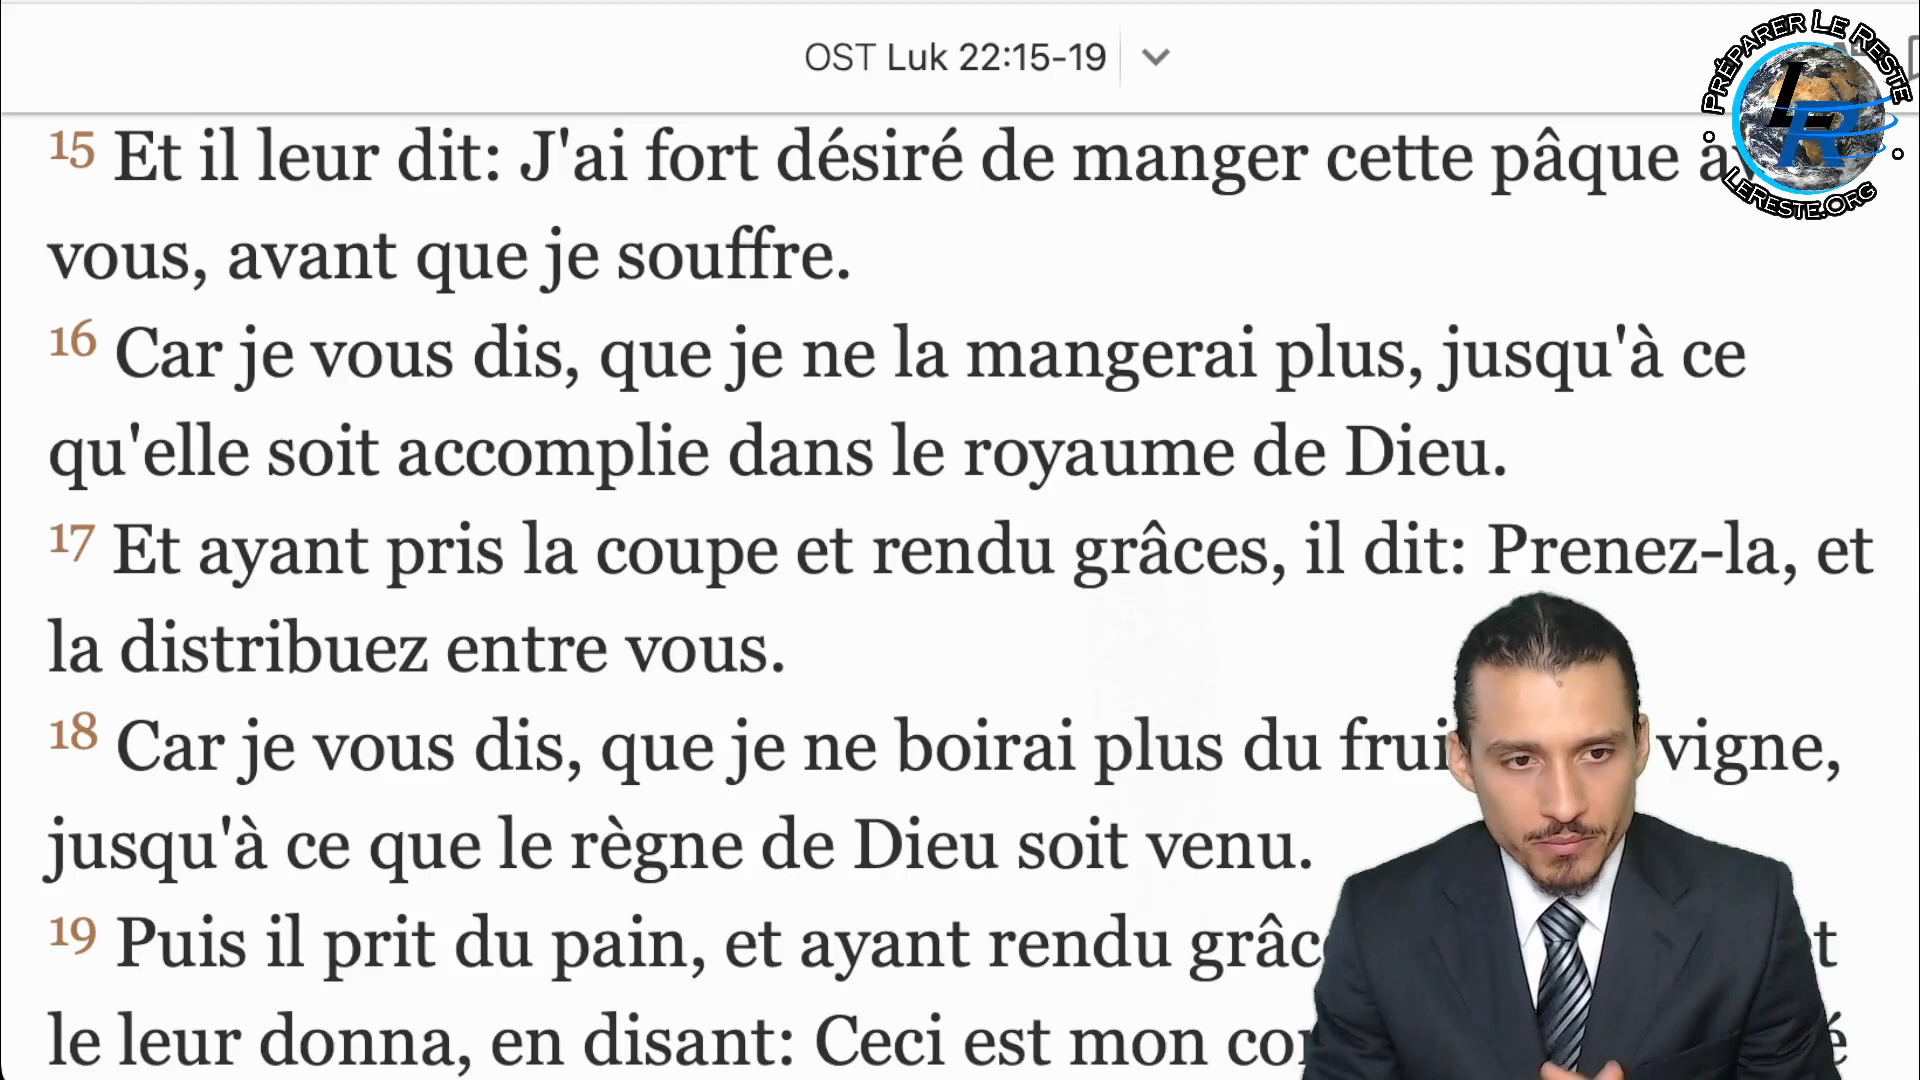 OST Luk 22:15-19
PRÉPARER LE RESTE
LR
LERESTE.ORG
15 Et il leur dit: J'ai fort désiré de manger cette pâque
vous, avant que je souffre.
16 Car je vous dis, que je ne la mangerai plus, jusqu'à ce
qu'elle soit accomplie dans le royaume de Dieu.
17 Et ayant pris la coupe et rendu grâces, il dit: Prenez-la, et
la distribuez entre vous.
18 Car je vous dis, que je ne boirai plus du vigne,
jusqu'à ce que le règne de Dieu soit venu.
19 Puis il prit du pain, et ayant rendu
le leur donna, en disant: Ceci est mon